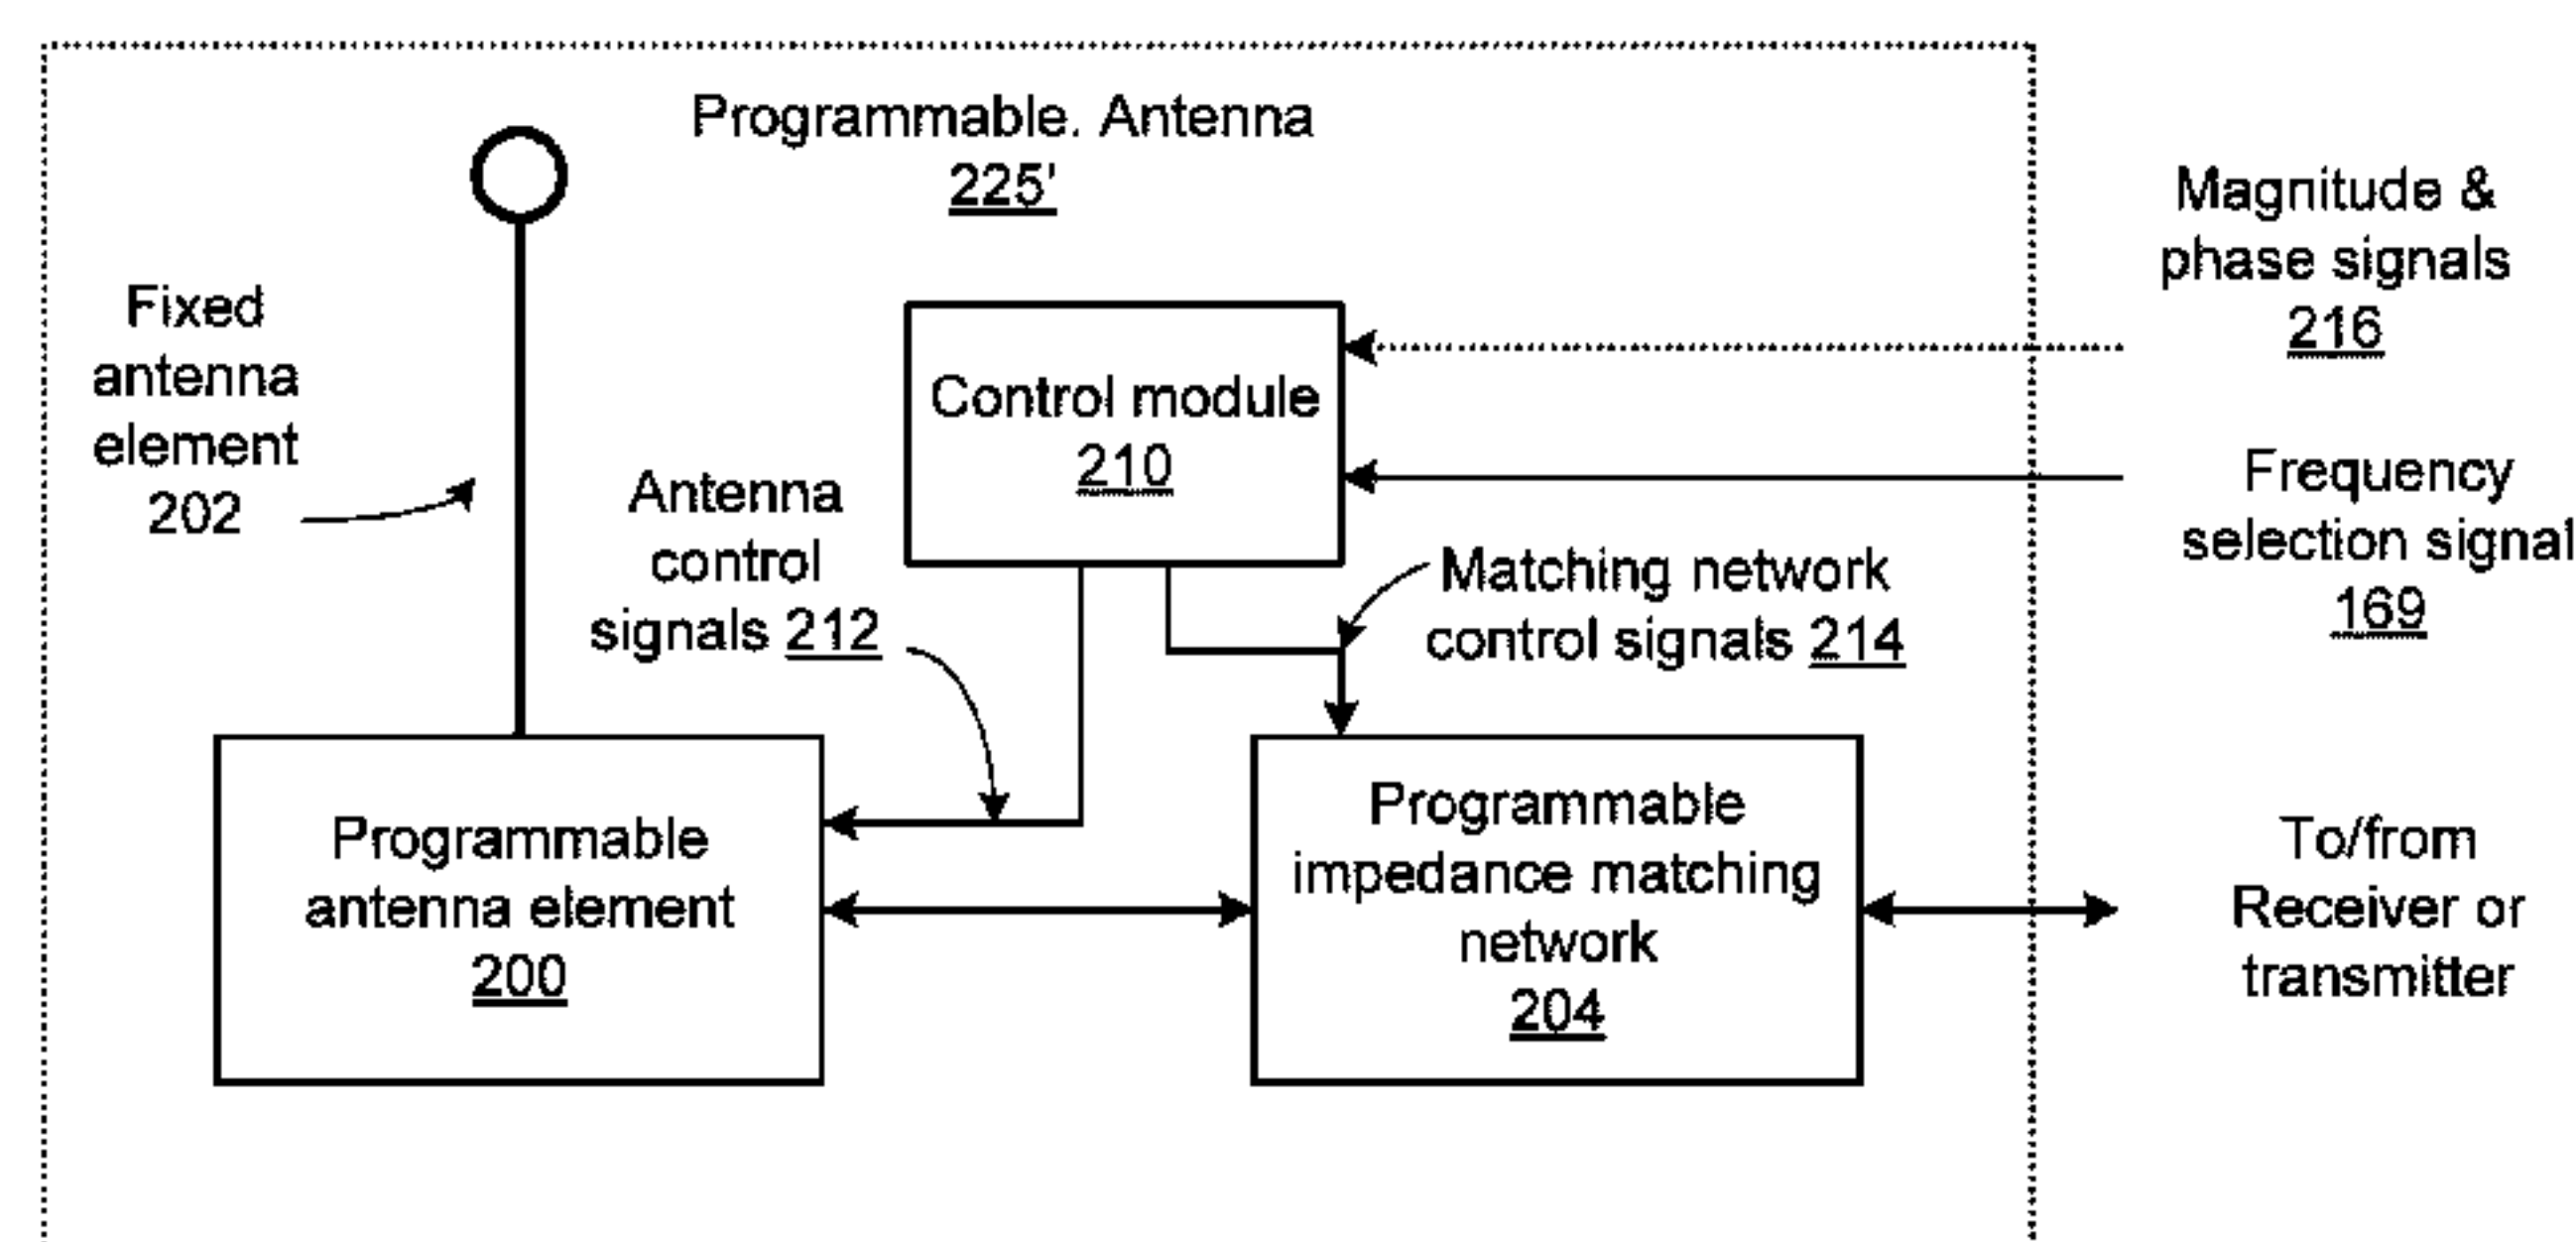 Programmable. Antenna
225'
Fixed
antenna
element
202
Antenna
control
signals 212
Control module
210
Matching network
control signals 214
Magnitude &
phase signals
216
Frequency
selection signal
169
Programmable
antenna element
200
Programmable
impedance matching
network
204
To/from
Receiver or
transmitter